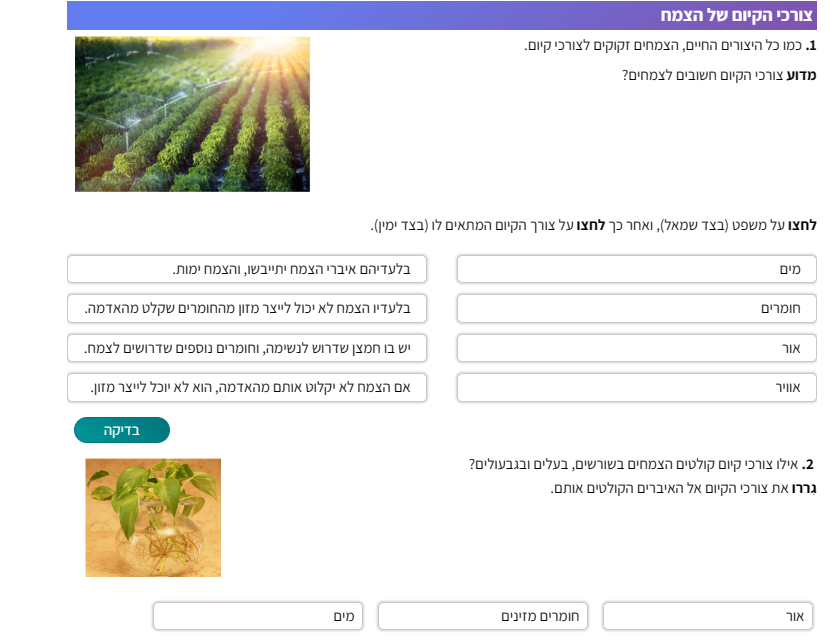 צורכי הקיום של הצמח
1. כמו כל היצורים החיים, הצמחים זקוקים לצורכי קיום.
מדוע צורכי הקיום חשובים לצמחים?
לחצו על משפט (בצד שמאל), ואחר כך לחצו על צורך הקיום המתאים לו (בצד ימין).
מים
בלעדיהם איברי הצמח יתייבשו, והצמח ימות.
חומרים
בלעדיו הצמח לא יכול לייצר מזון מהחומרים שקלט מהאדמה.
אור
יש בו חמצן שדרוש לנשימה, וחומרים נוספים שדרושים לצמח.
אוויר
אם הצמח לא יקלוט אותם מהאדמה, הוא לא יוכל לייצר מזון.
בדיקה
2. אילו צורכי קיום קולטים הצמחים בשורשים, בעלים ובגבעולים?
גִררו את צורכי הקיום אל האיברים הקולטים אותם.
אור
חומרים מזינים
מים